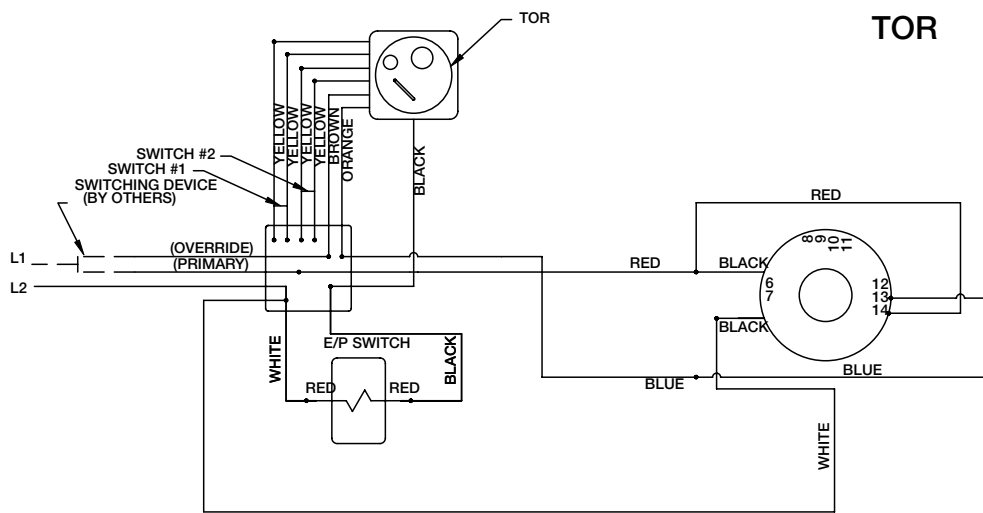 TOR
TOR
YELLOW
YELLOW
YELLOW
YELLOW
BROWN
ORANGE
BLACK
SWITCH #2
SWITCH #1
SWITCHING DEVICE
(BY OTHERS)
RED
(OVERRIDE)
L1
(PRIMARY)
RED
BLACK
L2
8
9
10
11
6
7
12
13
14
BLACK
E/P SWITCH
WHITE
BLACK
RED
RED
BLUE
BLUE
WHITE